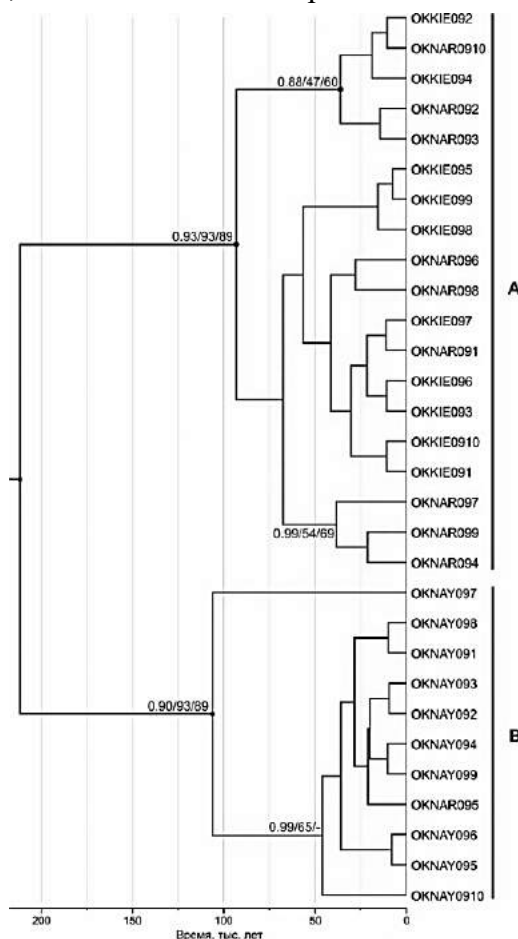 OKKIE092
OKNAR0910
0.88/47/60
OKKIE094
OKNAR092
OKNAR093
OKKIE095
OKKIE099
OKKIE098
0.93/93/89
OKNAR096
OKNAR098
A
OKKIE097
OKNAR091
OKKIE096
OKKIE093
OKKIE0910
OKKIE091
OKNAR097
0.99/54/69
OKNAR099
OKNAR094
OKNAY097
OKNAY098
OKNAY091
OKNAY093
0.90/93/89
OKNAY092
B
OKNAY094
OKNAY099
OKNAR095
0.99/65/-
OKNAY096
OKNAY095
OKNAY0910
200 150 100 50 0
Время, тыс. лет